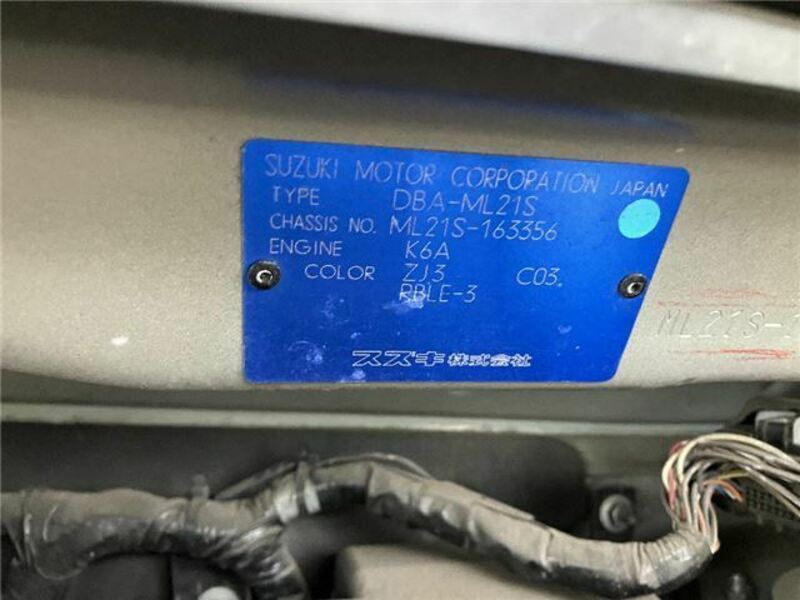 SUZUKI MOTOR CORPORATION JAPAN
TYPE DBA-ML21S
CHASSIS NO. ML21S-163356
ENGINE K6A
COLOR ZJ3 C03
RBLE-3
スズキ株式会社
ML21S-